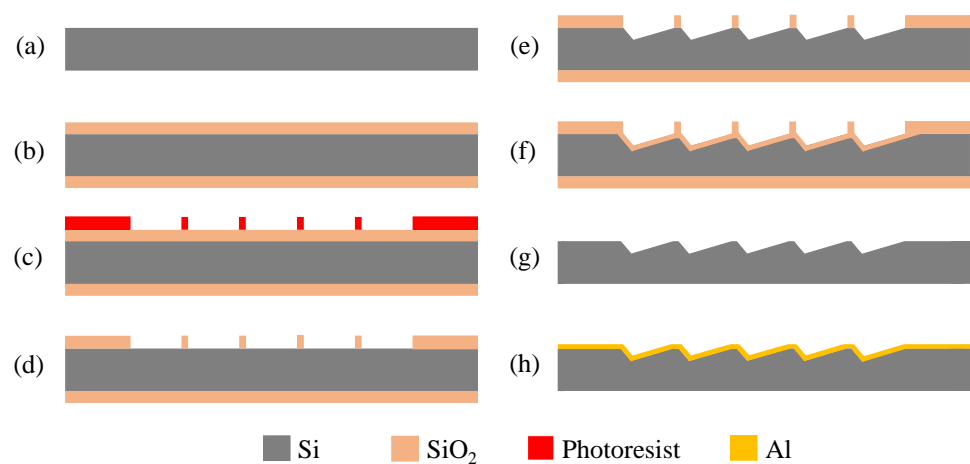 (a)
(b)
(c)
(d)
(e)
(f)
(g)
(h)
Si SiO₂ Photoresist Al